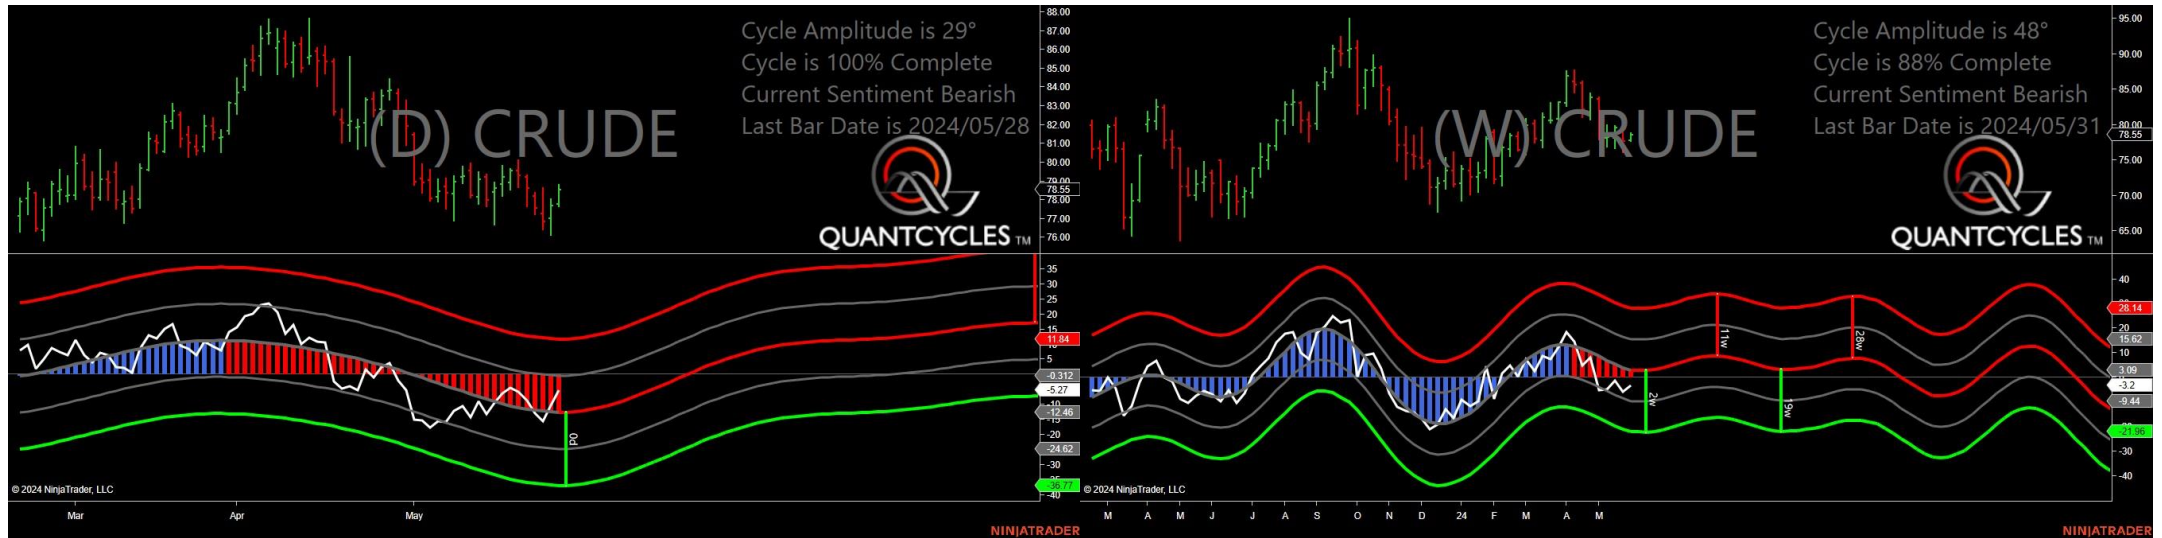 Cycle Amplitude is 29°
Cycle is 100% Complete
Current Sentiment Bearish
Last Bar Date is 2024/05/28
(D) CRUDE
QUANTCYCLES TM
88.00
87.00
86.00
85.00
84.00
83.00
82.00
81.00
80.00
79.00
78.55
78.00
77.00
76.00
35
30
25
20
15
11.84
5
-0.312
-5.27
-10
-12.46
-15
-20
-24.62
-30
-36.77
-40
0d
© 2024 NinjaTrader, LLC
Mar Apr May
NINJATRADER
Cycle Amplitude is 48°
Cycle is 88% Complete
Current Sentiment Bearish
Last Bar Date is 2024/05/31
(W) CRUDE
QUANTCYCLES TM
95.00
90.00
85.00
80.00
78.55
75.00
70.00
65.00
40
28.14
20
15.62
10
3.09
-3.2
-9.44
-21.96
-30
-40
2w
11w
19w
28w
© 2024 NinjaTrader, LLC
M A M J J A S O N D 24 F M A M
NINJATRADER